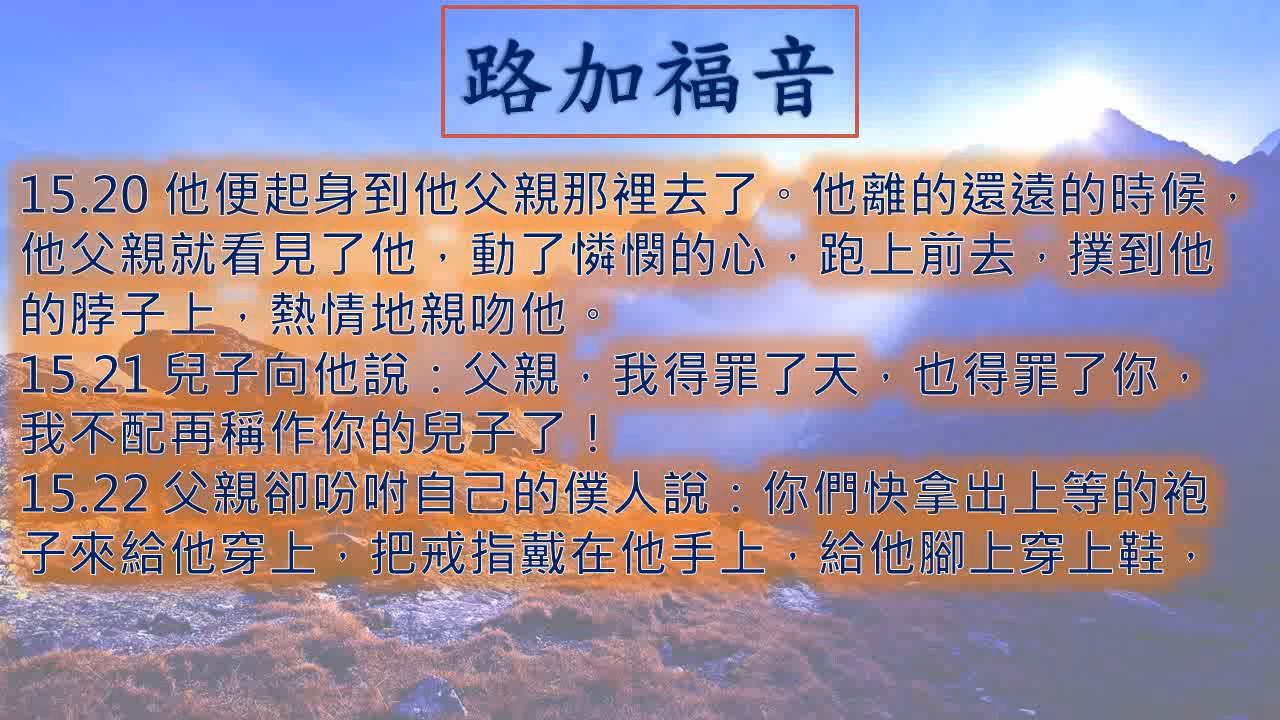 路加福音
15.20 他便起身到他父親那裡去了。他離的還遠的時候，
他父親就看見了他，動了憐憫的心，跑上前去，撲到他
的脖子上，熱情地親吻他。
15.21 兒子向他說：父親，我得罪了天，也得罪了你，
我不配再稱作你的兒子了！
15.22 父親卻吩咐自己的僕人說：你們快拿出上等的袍
子來給他穿上，把戒指戴在他手上，給他腳上穿上鞋，